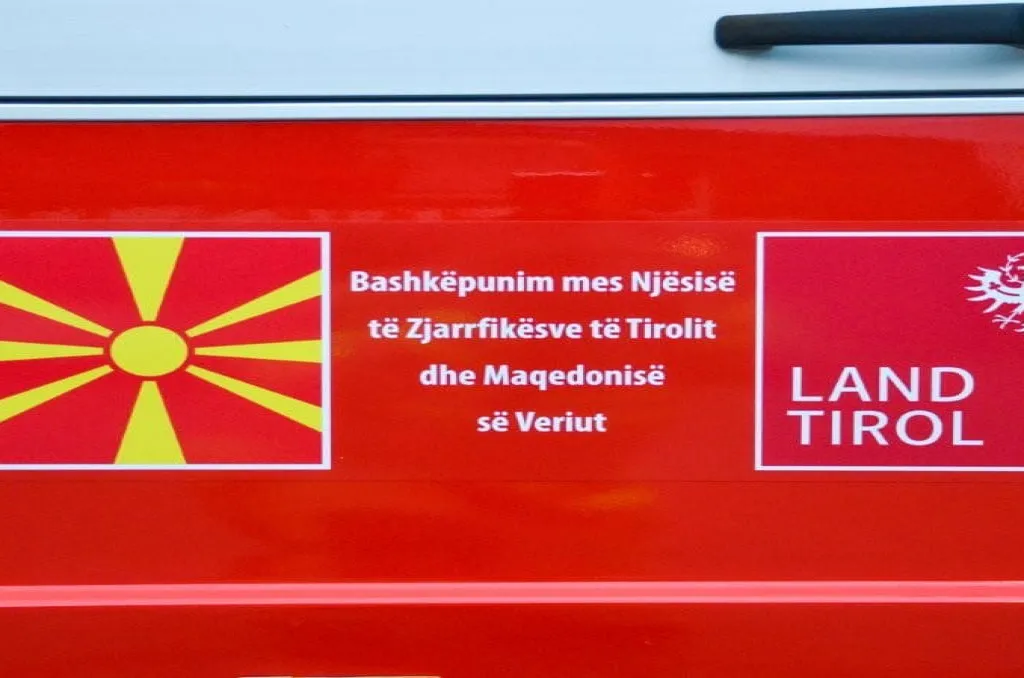 Bashkëpunim mes Njësisë
të Zjarrfikësve të Tirolit
dhe Maqedonisë
së Veriut
LAND
TIROL